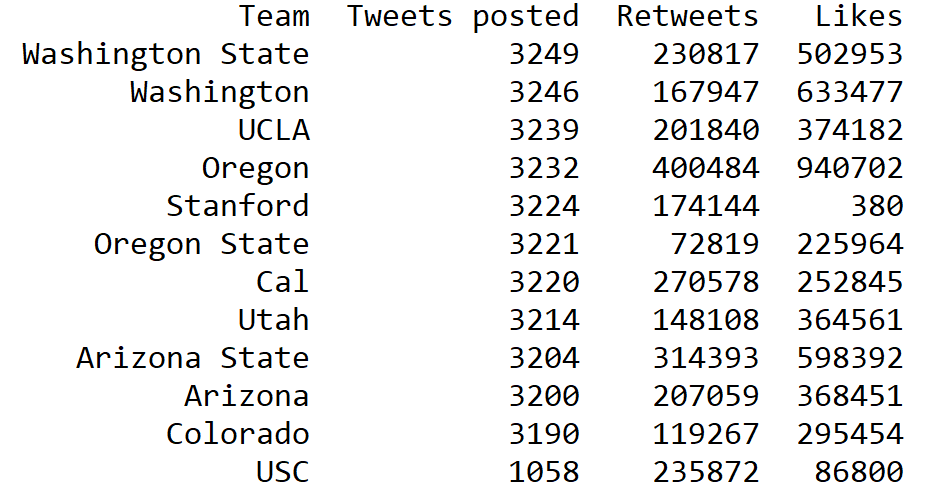 Team Tweets posted Retweets Likes
Washington State 3249 230817 502953
Washington 3246 167947 633477
UCLA 3239 201840 374182
Oregon 3232 400484 940702
Stanford 3224 174144 380
Oregon State 3221 72819 225964
Cal 3220 270578 252845
Utah 3214 148108 364561
Arizona State 3204 314393 598392
Arizona 3200 207059 368451
Colorado 3190 119267 295454
USC 1058 235872 86800